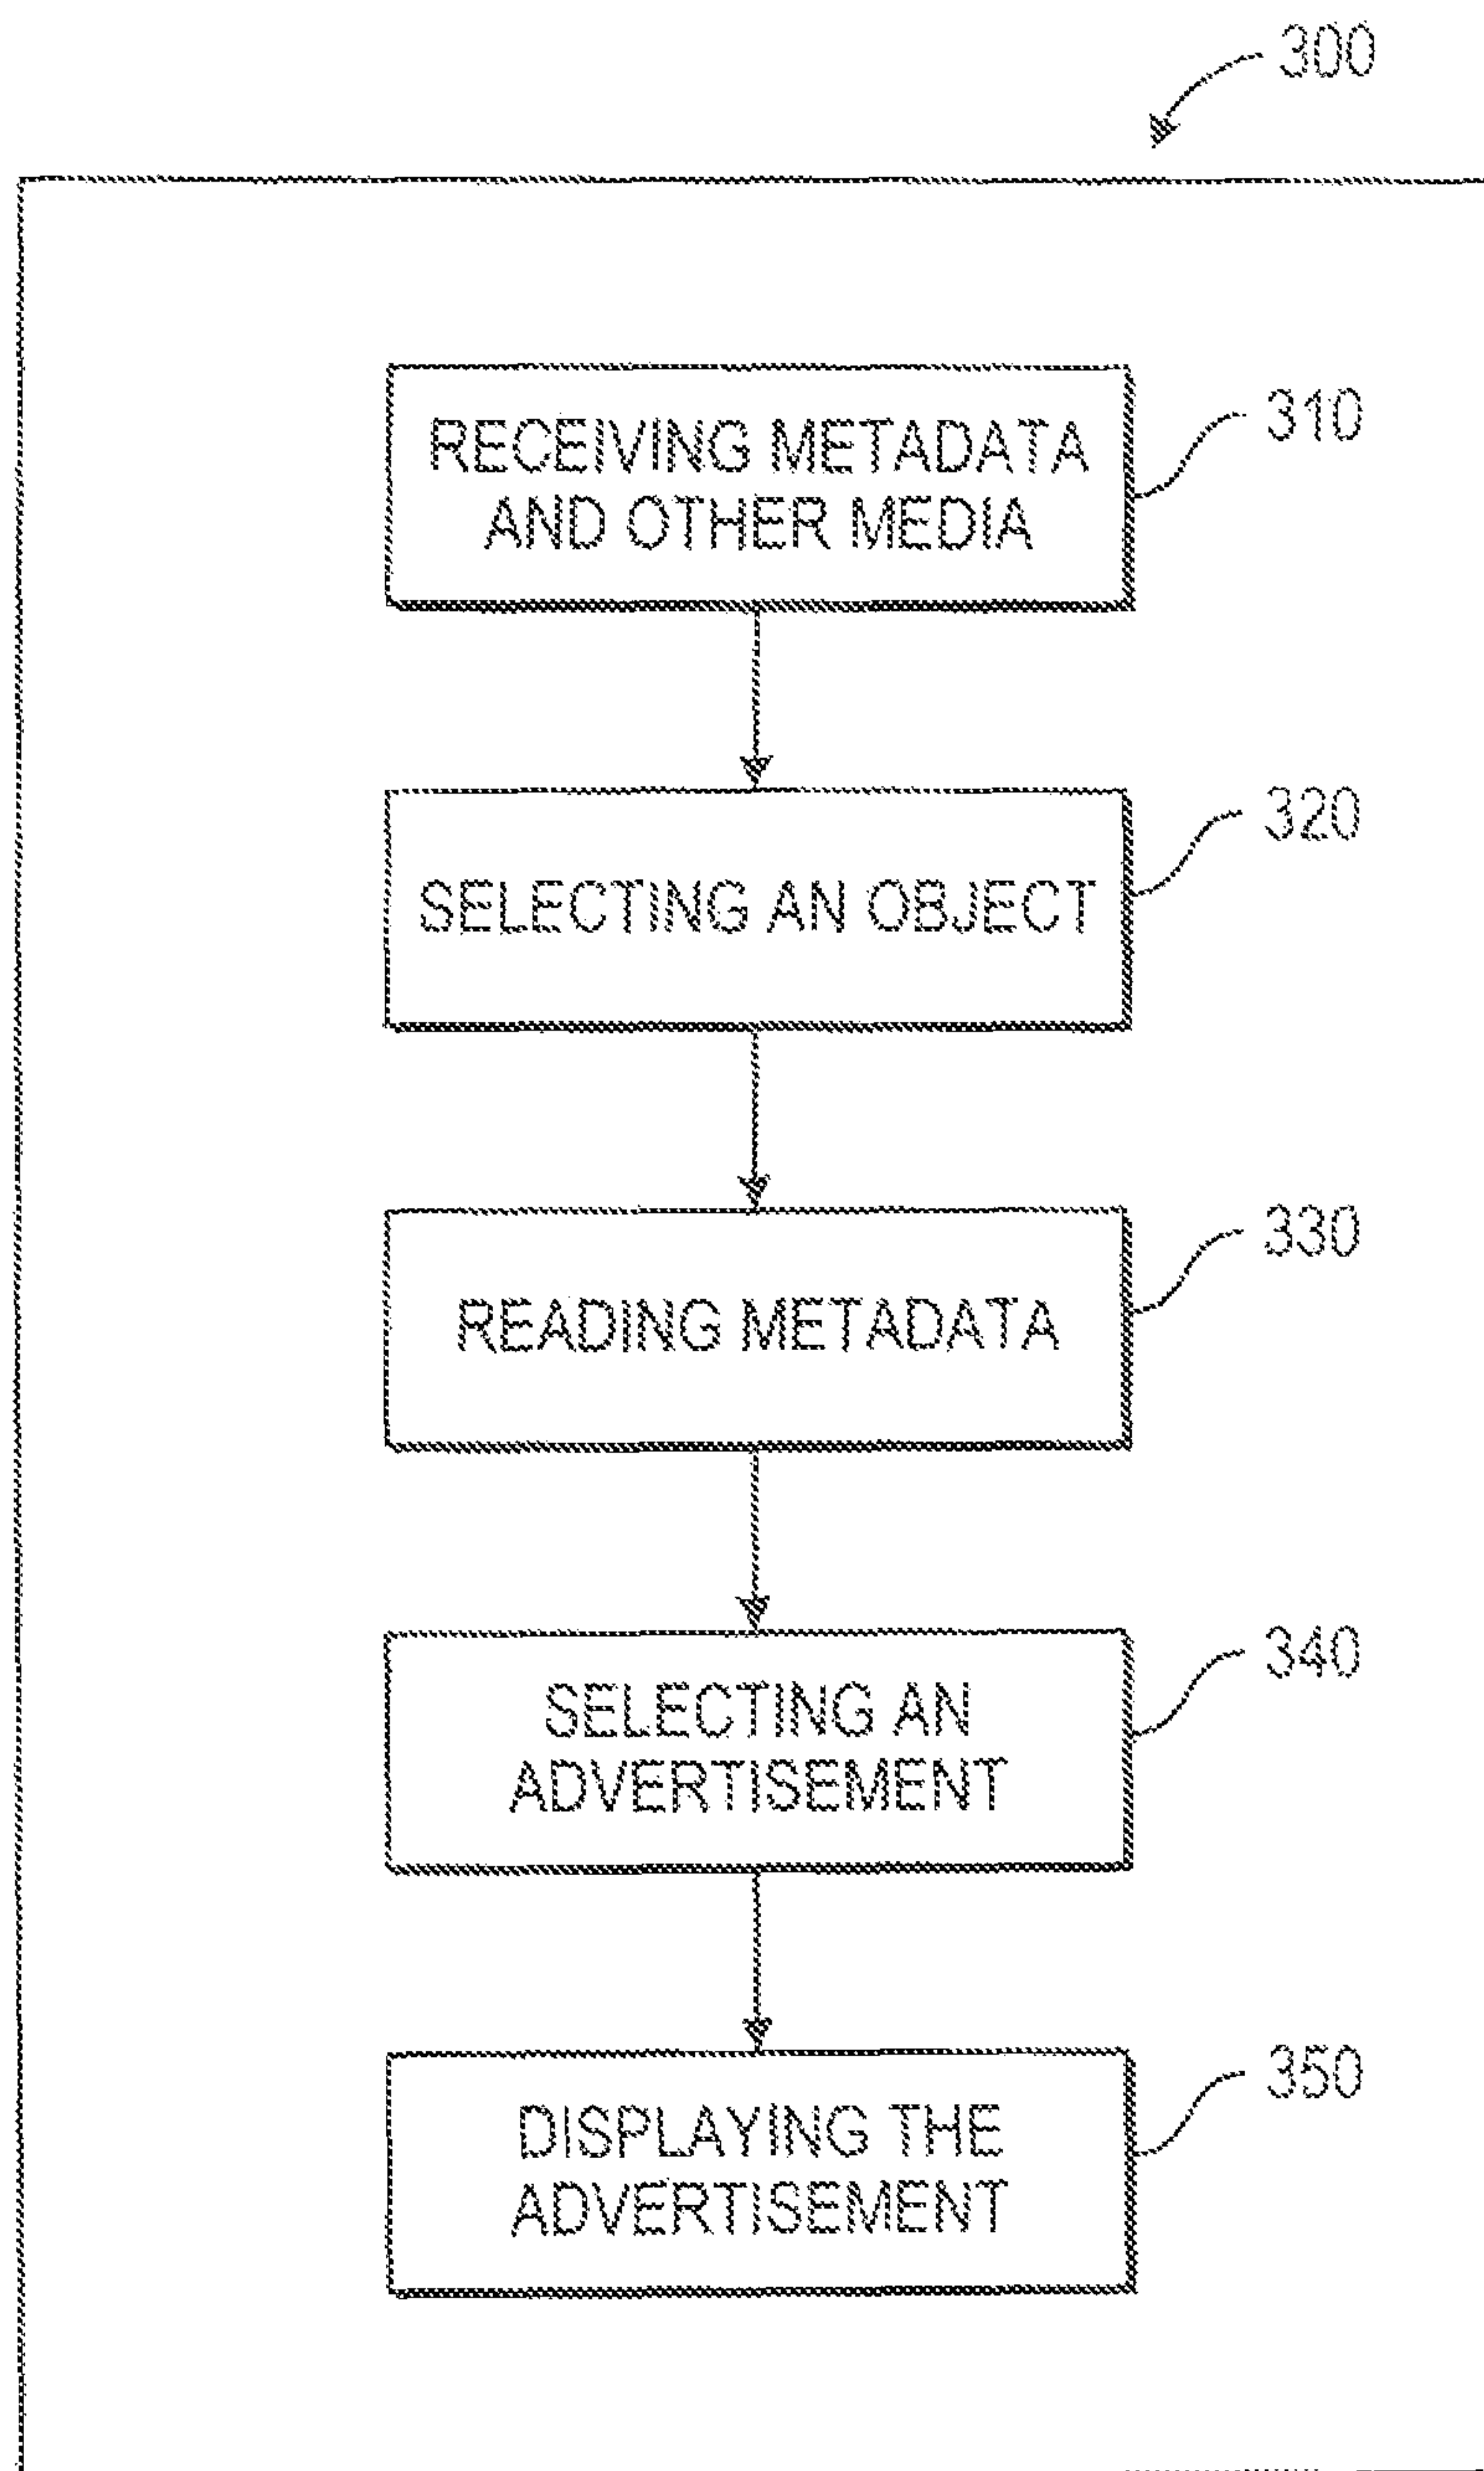 300
RECEIVING METADATA
AND OTHER MEDIA
310
SELECTING AN OBJECT
320
READING METADATA
330
SELECTING AN
ADVERTISEMENT
340
DISPLAYING THE
ADVERTISEMENT
350